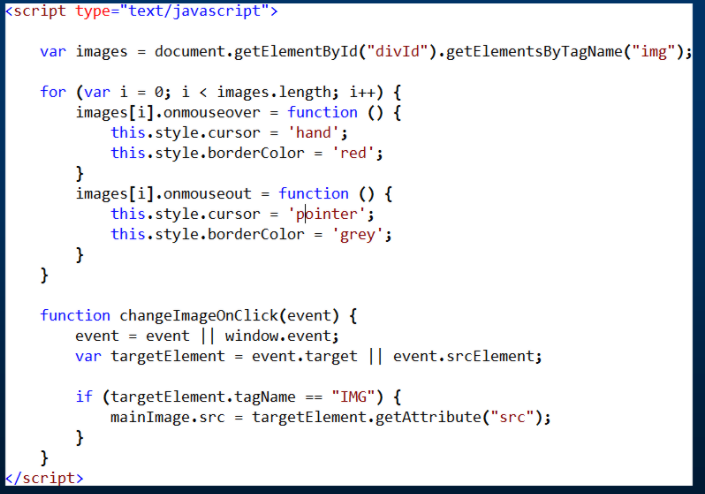 <script type="text/javascript">
var images = document.getElementById("divId").getElementsByTagName("img");
for (var i = 0; i < images.length; i++) {
images[i].onmouseover = function () {
this.style.cursor = 'hand';
this.style.borderColor = 'red';
}
images[i].onmouseout = function () {
this.style.cursor = 'pointer';
this.style.borderColor = 'grey';
}
}
function changeImageOnClick(event) {
event = event || window.event;
var targetElement = event.target || event.srcElement;
if (targetElement.tagName == "IMG") {
mainImage.src = targetElement.getAttribute("src");
}
}
</script>